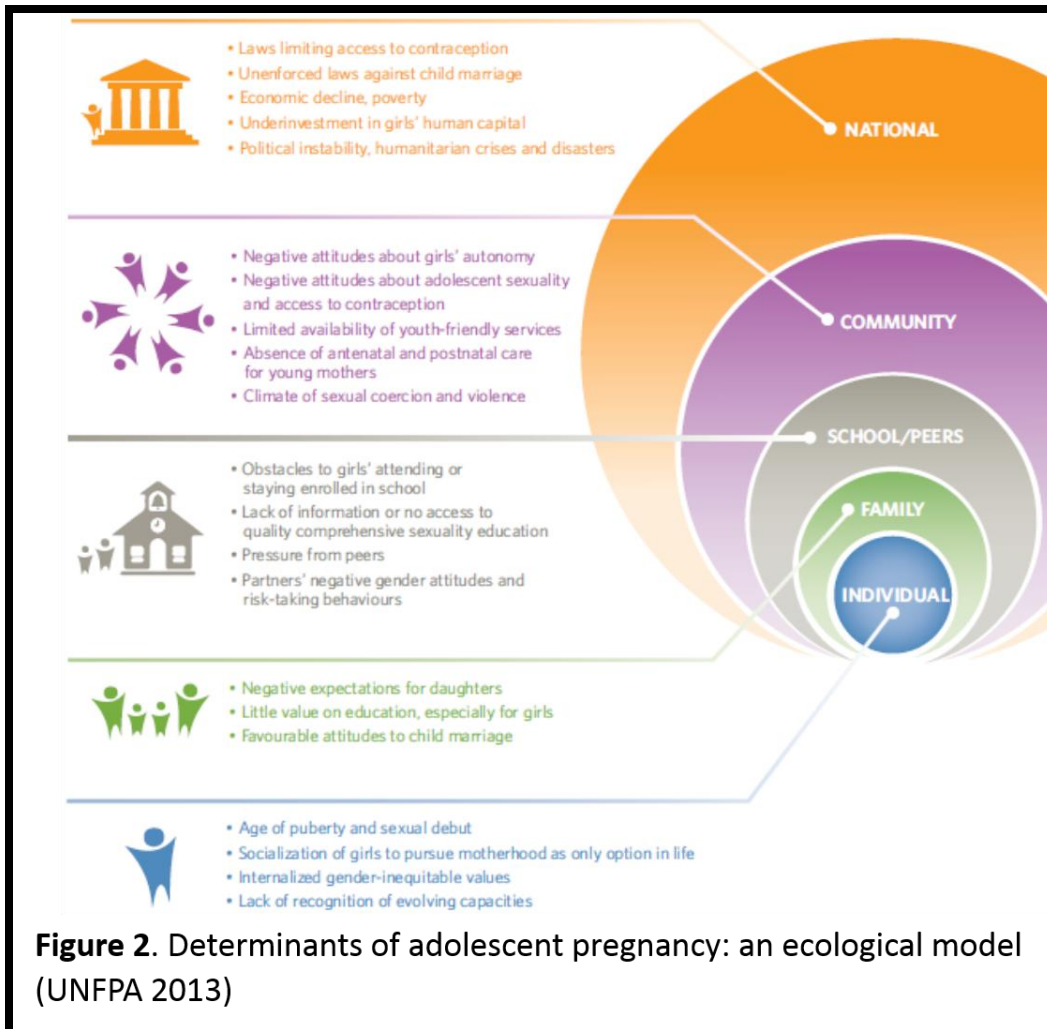 • Laws limiting access to contraception
• Unenforced laws against child marriage
• Economic decline, poverty
• Underinvestment in girls' human capital
• Political instability, humanitarian crises and disasters
NATIONAL
• Negative attitudes about girls' autonomy
• Negative attitudes about adolescent sexuality
and access to contraception
• Limited availability of youth-friendly services
• Absence of antenatal and postnatal care
for young mothers
• Climate of sexual coercion and violence
COMMUNITY
• Obstacles to girls' attending or
staying enrolled in school
• Lack of information or no access to
quality comprehensive sexuality education
• Pressure from peers
• Partners' negative gender attitudes and
risk-taking behaviours
SCHOOL/PEERS
• Negative expectations for daughters
• Little value on education, especially for girls
• Favourable attitudes to child marriage
FAMILY
• Age of puberty and sexual debut
• Socialization of girls to pursue motherhood as only option in life
• Internalized gender-inequitable values
• Lack of recognition of evolving capacities
INDIVIDUAL
Figure 2. Determinants of adolescent pregnancy: an ecological model
(UNFPA 2013)